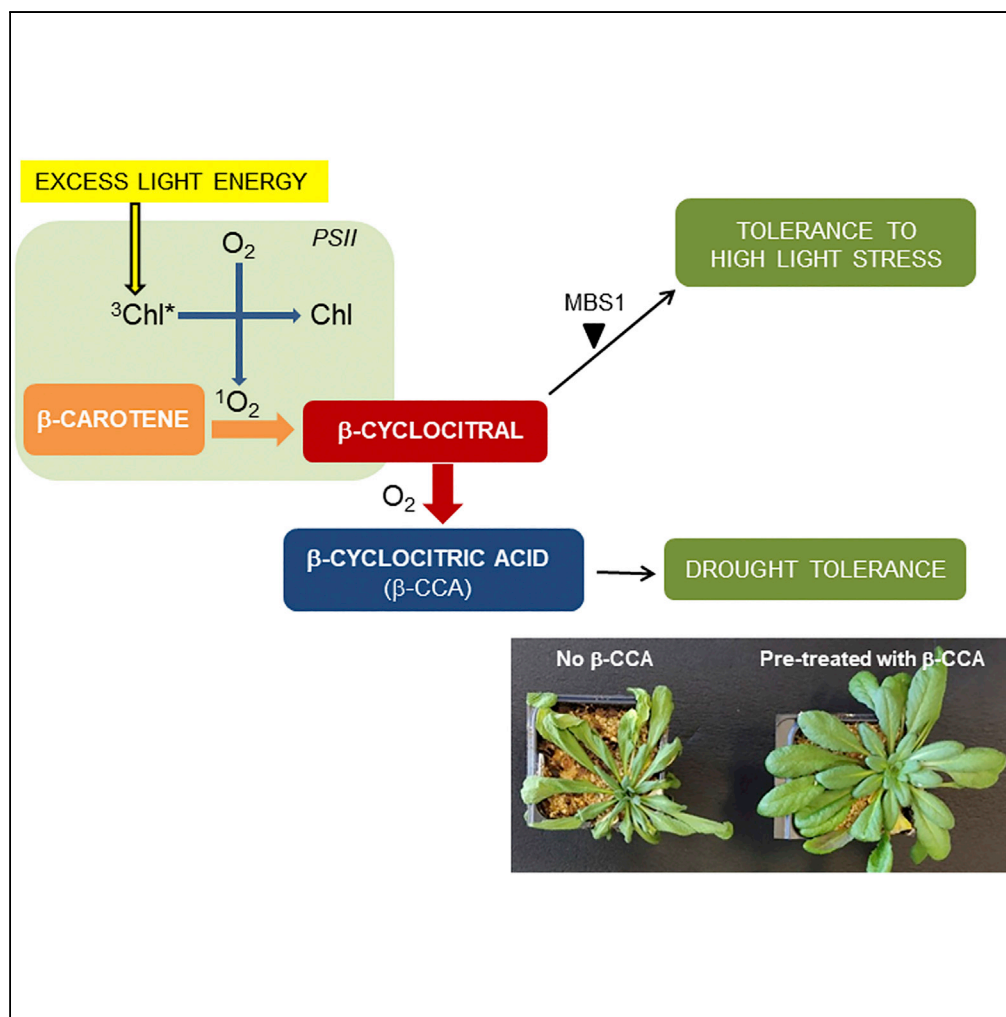 EXCESS LIGHT ENERGY
PSII
O₂
³Chl*
Chl
¹O₂
β-CAROTENE
β-CYCLOCITRAL
MBS1
TOLERANCE TO
HIGH LIGHT STRESS
O₂
β-CYCLOCITRIC ACID
(β-CCA)
DROUGHT TOLERANCE
No β-CCA
Pre-treated with β-CCA